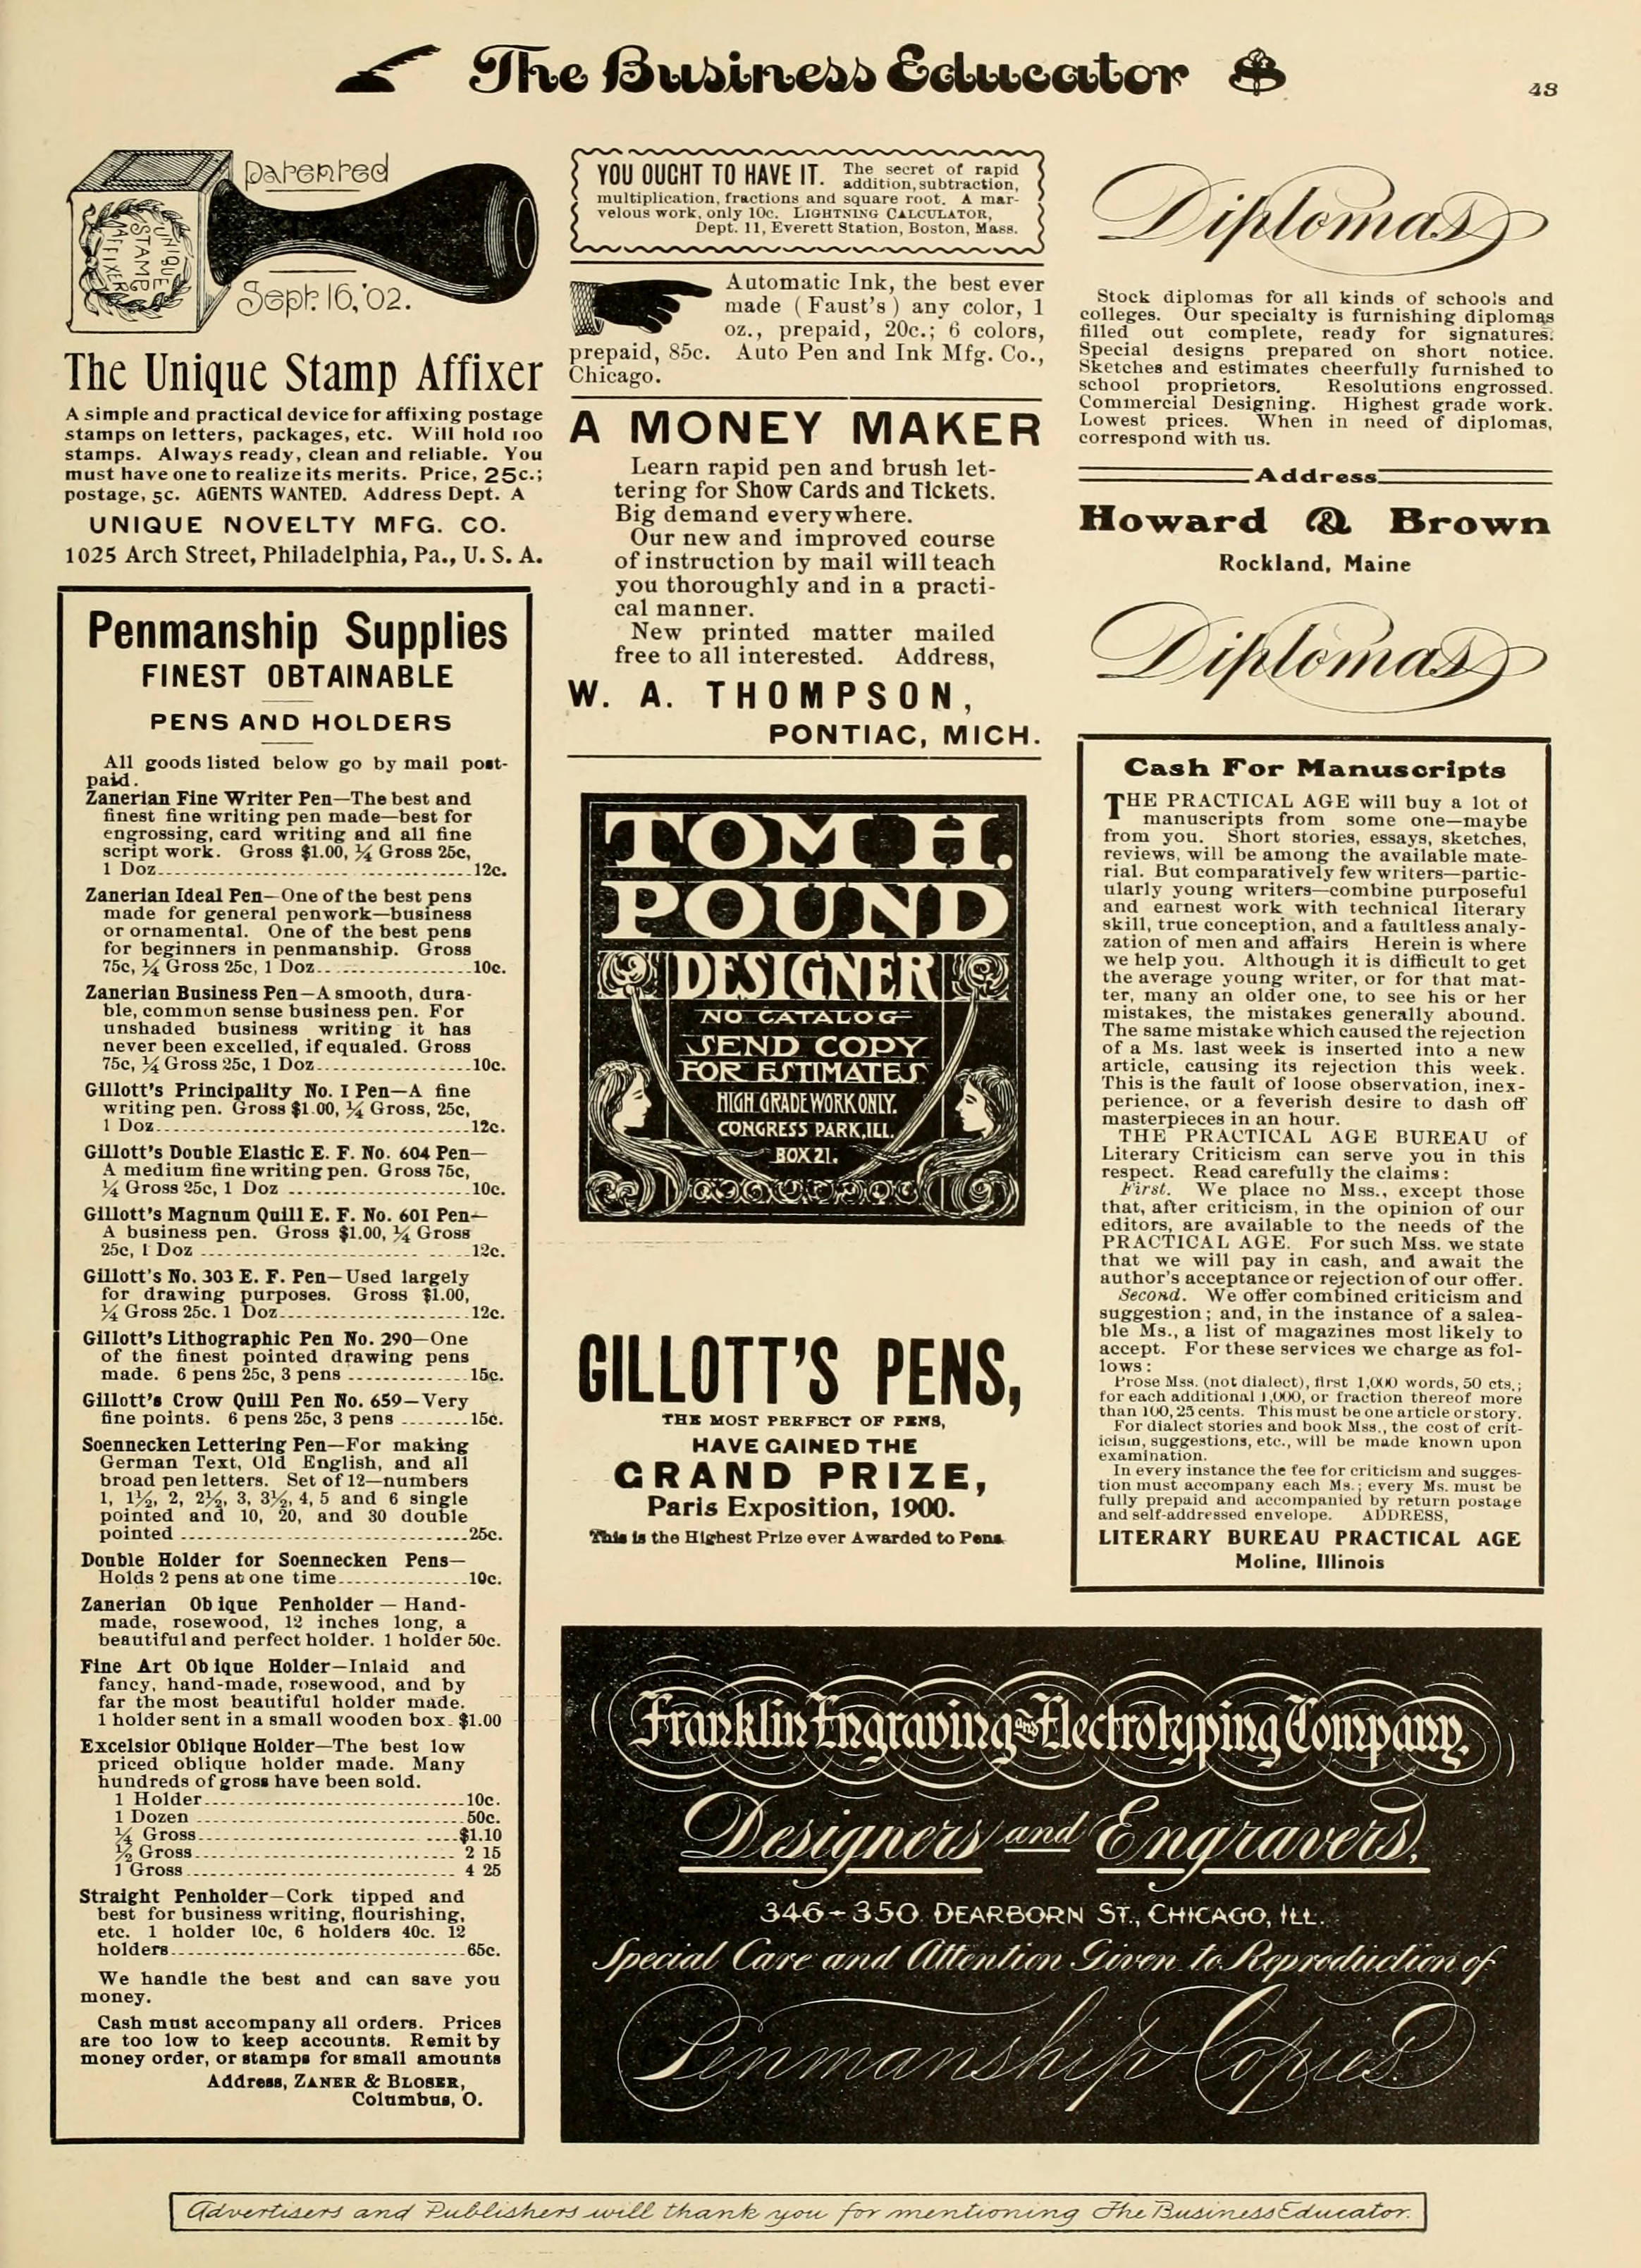 The Business Educator
43
Patented
Sept. 16, '02.
UNIQUE
STAMP
AFFIXER
The Unique Stamp Affixer
A simple and practical device for affixing postage
stamps on letters, packages, etc. Will hold 100
stamps. Always ready, clean and reliable. You
must have one to realize its merits. Price, 25c.;
postage, 5c. AGENTS WANTED. Address Dept. A
UNIQUE NOVELTY MFG. CO.
1025 Arch Street, Philadelphia, Pa., U. S. A.
Penmanship Supplies
FINEST OBTAINABLE
PENS AND HOLDERS
All goods listed below go by mail post-
paid.
Zanerian Fine Writer Pen—The best and
finest fine writing pen made—best for
engrossing, card writing and all fine
script work. Gross $1.00, ¼ Gross 25c,
1 Doz. 12c.
Zanerian Ideal Pen—One of the best pens
made for general penwork—business
or ornamental. One of the best pens
for beginners in penmanship. Gross
75c, ¼ Gross 25c, 1 Doz. 10c.
Zanerian Business Pen—A smooth, dura-
ble, common sense business pen. For
unshaded business writing it has
never been excelled, if equaled. Gross
75c, ¼ Gross 25c, 1 Doz. 10c.
Gillott's Principality No. 1 Pen—A fine
writing pen. Gross $1.00, ¼ Gross, 25c,
1 Doz. 12c.
Gillott's Double Elastic E. F. No. 604 Pen—
A medium fine writing pen. Gross 75c,
¼ Gross 25c, 1 Doz 10c.
Gillott's Magnum Quill E. F. No. 601 Pen—
A business pen. Gross $1.00, ¼ Gross
25c, 1 Doz 12c.
Gillott's No. 303 E. F. Pen—Used largely
for drawing purposes. Gross $1.00,
¼ Gross 25c. 1 Doz. 12c.
Gillott's Lithographic Pen No. 290—One
of the finest pointed drawing pens
made. 6 pens 25c, 3 pens 15c.
Gillott's Crow Quill Pen No. 659—Very
fine points. 6 pens 25c, 3 pens 15c.
Soennecken Lettering Pen—For making
German Text, Old English, and all
broad pen letters. Set of 12—numbers
1, 1½, 2, 2½, 3, 3½, 4, 5 and 6 single
pointed and 10, 20, and 30 double
pointed 25c.
Double Holder for Soennecken Pens—
Holds 2 pens at one time 10c.
Zanerian Ob ique Penholder — Hand-
made, rosewood, 12 inches long, a
beautiful and perfect holder. 1 holder 50c.
Fine Art Ob ique Holder—Inlaid and
fancy, hand-made, rosewood, and by
far the most beautiful holder made.
1 holder sent in a small wooden box. $1.00
Excelsior Oblique Holder—The best low
priced oblique holder made. Many
hundreds of gross have been sold.
1 Holder 10c.
1 Dozen 50c.
¼ Gross $1.10
½ Gross 2 15
1 Gross 4 25
Straight Penholder—Cork tipped and
best for business writing, flourishing,
etc. 1 holder 10c, 6 holders 40c. 12
holders 65c.
We handle the best and can save you
money.
Cash must accompany all orders. Prices
are too low to keep accounts. Remit by
money order, or stamps for small amounts
Address, ZANER & BLOSER,
Columbus, O.
YOU OUGHT TO HAVE IT. The secret of rapid
addition, subtraction,
multiplication, fractions and square root. A mar-
velous work, only 10c. LIGHTNING CALCULATOR,
Dept. 11, Everett Station, Boston, Mass.
Automatic Ink, the best ever
made (Faust's) any color, 1
oz., prepaid, 20c.; 6 colors,
prepaid, 85c. Auto Pen and Ink Mfg. Co.,
Chicago.
A MONEY MAKER
Learn rapid pen and brush let-
tering for Show Cards and Tickets.
Big demand everywhere.
Our new and improved course
of instruction by mail will teach
you thoroughly and in a practi-
cal manner.
New printed matter mailed
free to all interested. Address,
W. A. THOMPSON,
PONTIAC, MICH.
TOM H.
POUND
DESIGNER
NO CATALOG
SEND COPY
FOR ESTIMATES
HIGH GRADE WORK ONLY.
CONGRESS PARK, ILL.
BOX 21.
GILLOTT'S PENS,
THE MOST PERFECT OF PENS,
HAVE GAINED THE
GRAND PRIZE,
Paris Exposition, 1900.
This is the Highest Prize ever Awarded to Pens.
Diplomas
Stock diplomas for all kinds of schools and
colleges. Our specialty is furnishing diplomas
filled out complete, ready for signatures.
Special designs prepared on short notice.
Sketches and estimates cheerfully furnished to
school proprietors. Resolutions engrossed.
Commercial Designing. Highest grade work.
Lowest prices. When in need of diplomas,
correspond with us.
Address
Howard & Brown
Rockland, Maine
Diplomas
Cash For Manuscripts
THE PRACTICAL AGE will buy a lot of
manuscripts from some one—maybe
from you. Short stories, essays, sketches,
reviews, will be among the available mate-
rial. But comparatively few writers—partic-
ularly young writers—combine purposeful
and earnest work with technical literary
skill, true conception, and a faultless analy-
zation of men and affairs Herein is where
we help you. Although it is difficult to get
the average young writer, or for that mat-
ter, many an older one, to see his or her
mistakes, the mistakes generally abound.
The same mistake which caused the rejection
of a Ms. last week is inserted into a new
article, causing its rejection this week.
This is the fault of loose observation, inex-
perience, or a feverish desire to dash off
masterpieces in an hour.
THE PRACTICAL AGE BUREAU of
Literary Criticism can serve you in this
respect. Read carefully the claims:
First. We place no Mss., except those
that, after criticism, in the opinion of our
editors, are available to the needs of the
PRACTICAL AGE. For such Mss. we state
that we will pay in cash, and await the
author's acceptance or rejection of our offer.
Second. We offer combined criticism and
suggestion; and, in the instance of a salea-
ble Ms., a list of magazines most likely to
accept. For these services we charge as fol-
lows:
Prose Mss. (not dialect), first 1,000 words, 50 cts.;
for each additional 1,000, or fraction thereof more
than 100, 25 cents. This must be one article or story.
For dialect stories and book Mss., the cost of crit-
icism, suggestions, etc., will be made known upon
examination.
In every instance the fee for criticism and sugges-
tion must accompany each Ms.; every Ms. must be
fully prepaid and accompanied by return postage
and self-addressed envelope. ADDRESS,
LITERARY BUREAU PRACTICAL AGE
Moline, Illinois
Franklin Engraving and Electrotyping Company.
Designers and Engravers,
346-350 DEARBORN ST., CHICAGO, ILL.
Special Care and Attention Given to Reproduction of
Penmanship Copies.
Advertisers and Publishers will thank you for mentioning The Business Educator.